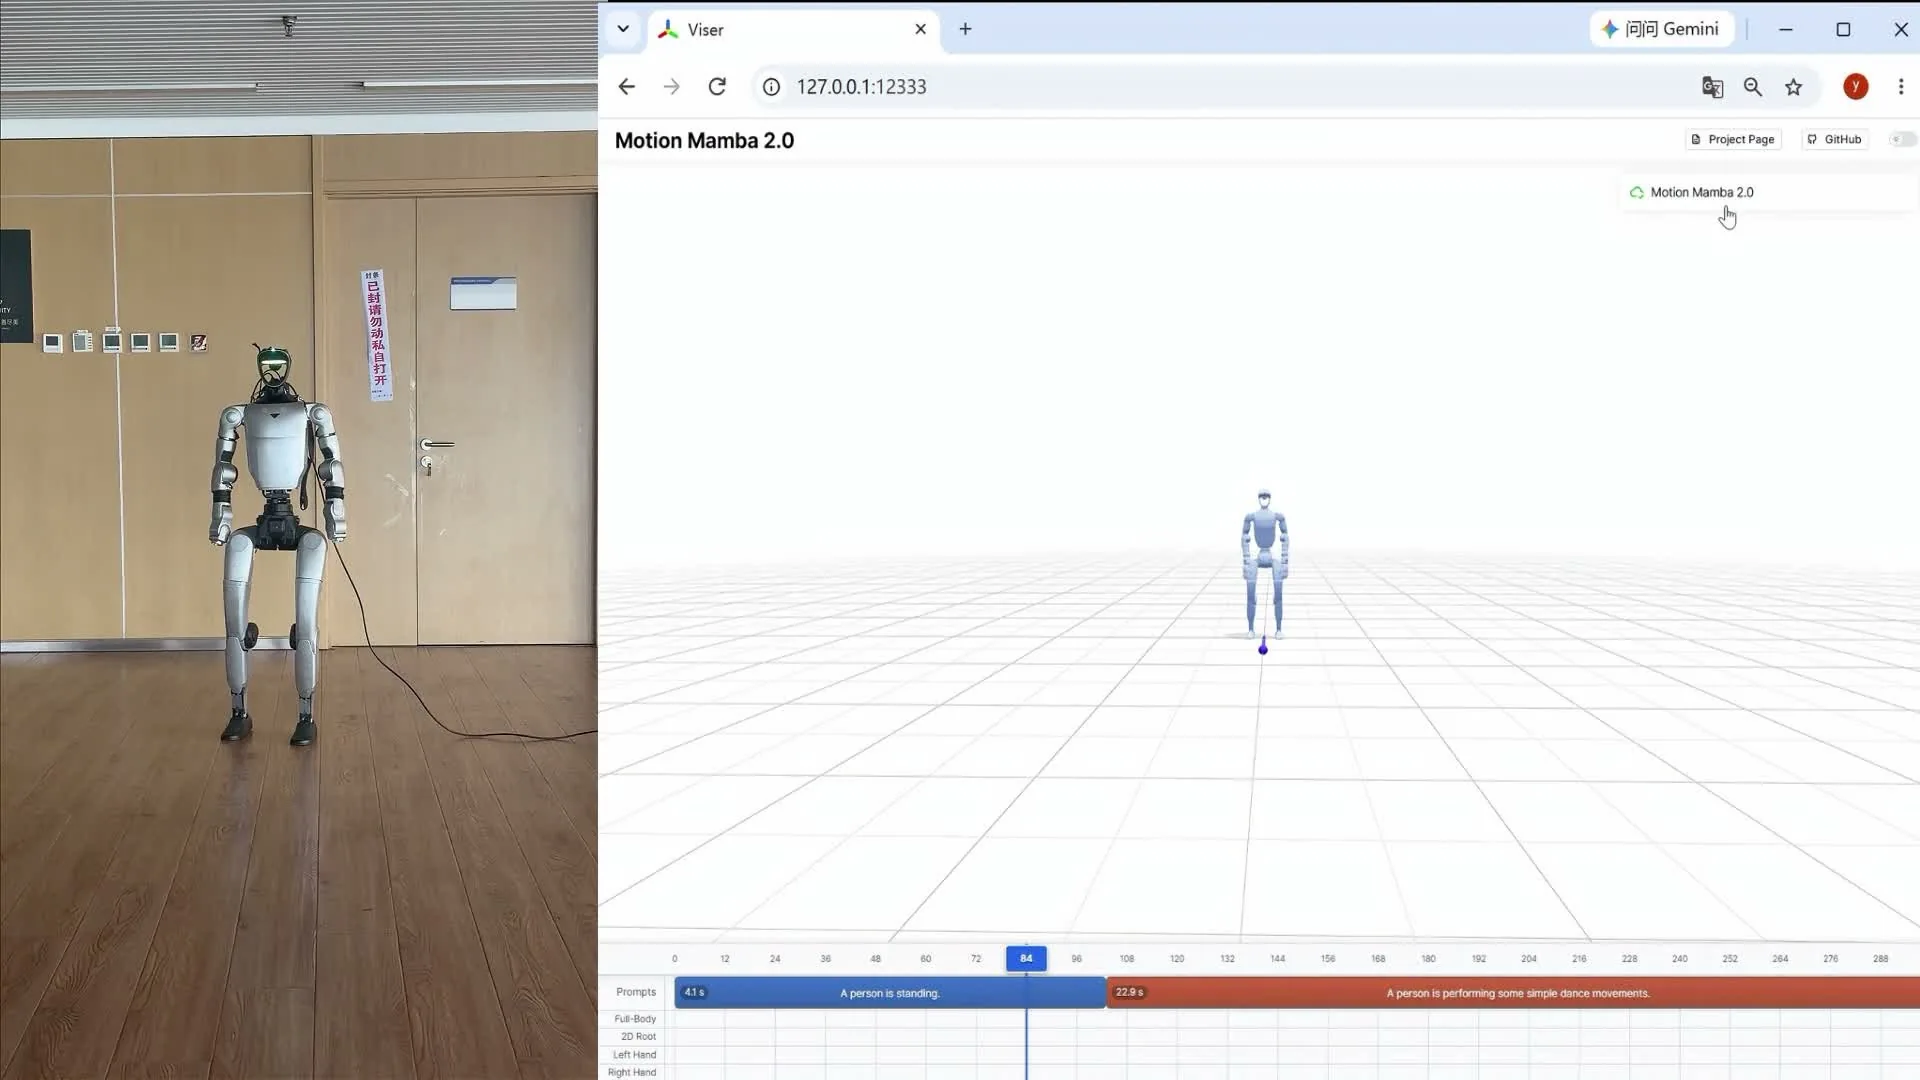 Viser
问问 Gemini
127.0.0.1:12333
y
Motion Mamba 2.0
Project Page
GitHub
Motion Mamba 2.0
封条
已封请勿动私自打开
ITY
0 12 24 36 48 60 72 84 96 108 120 132 144 156 168 180 192 204 216 228 240 252 264 276 288
Prompts
4.1 s
A person is standing.
22.9 s
A person is performing some simple dance movements.
Full-Body
2D Root
Left Hand
Right Hand